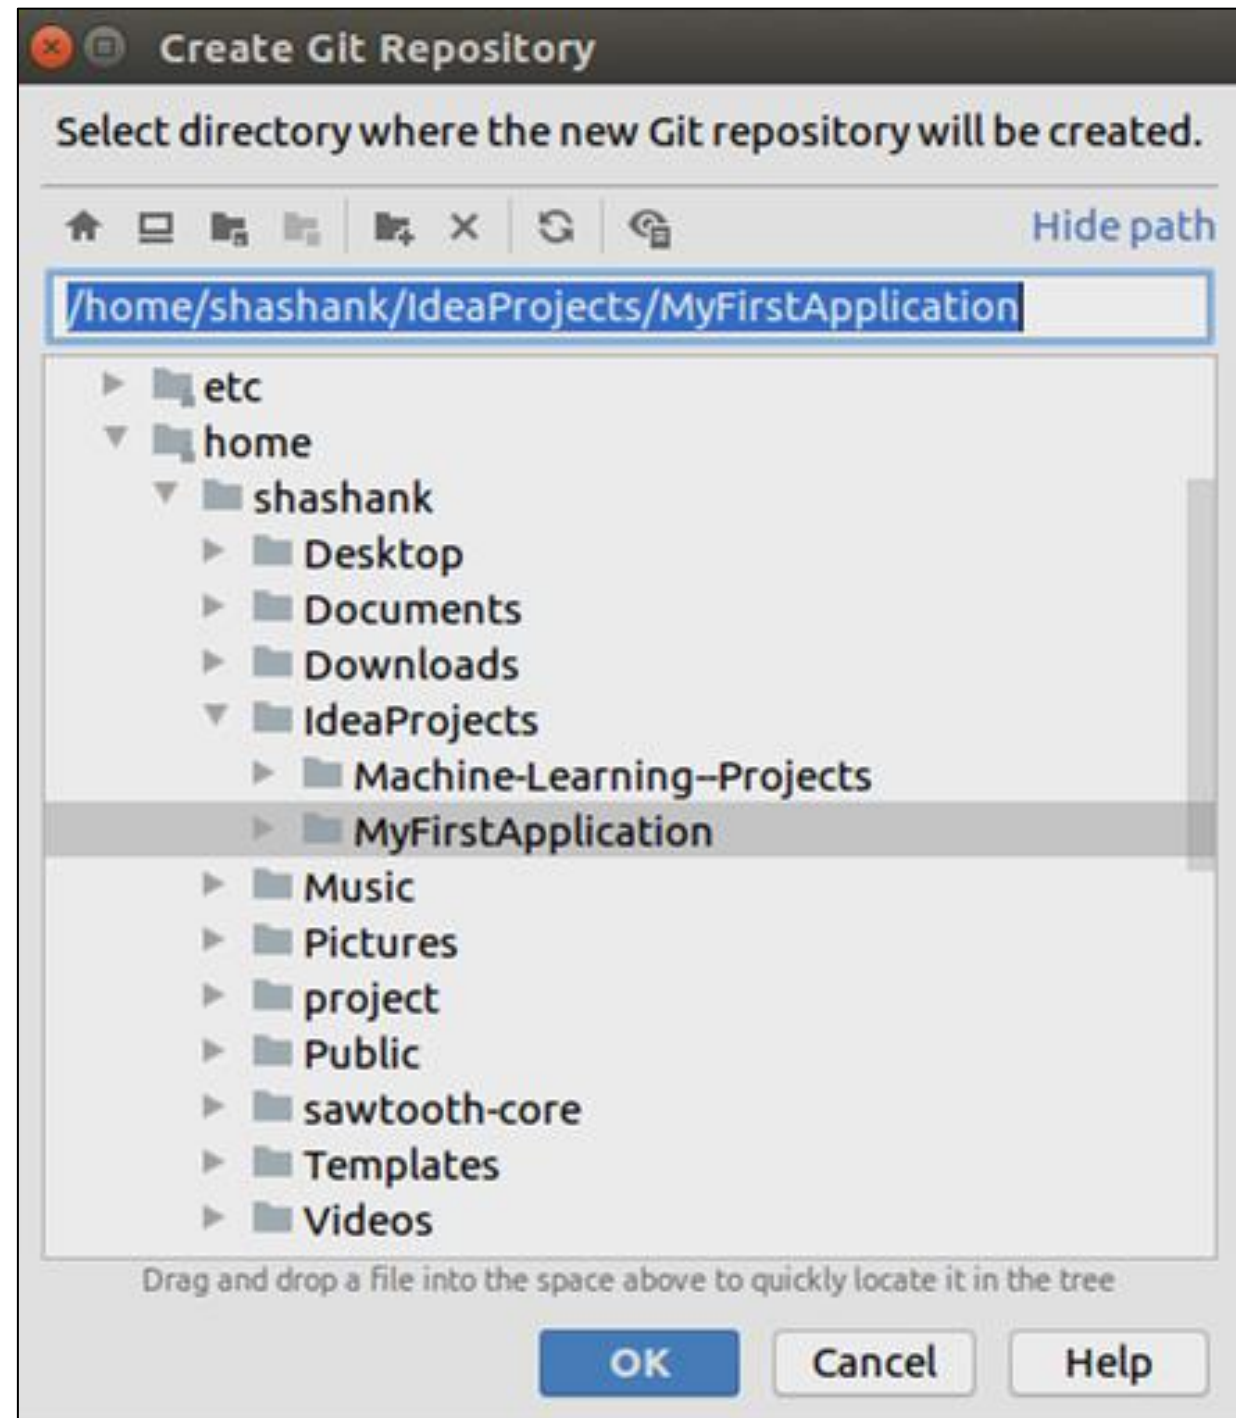 Create Git Repository
Select directory where the new Git repository will be created.
Hide path
/home/shashank/IdeaProjects/MyFirstApplication
etc
home
shashank
Desktop
Documents
Downloads
IdeaProjects
Machine-Learning--Projects
MyFirstApplication
Music
Pictures
project
Public
sawtooth-core
Templates
Videos
Drag and drop a file into the space above to quickly locate it in the tree
OK Cancel Help